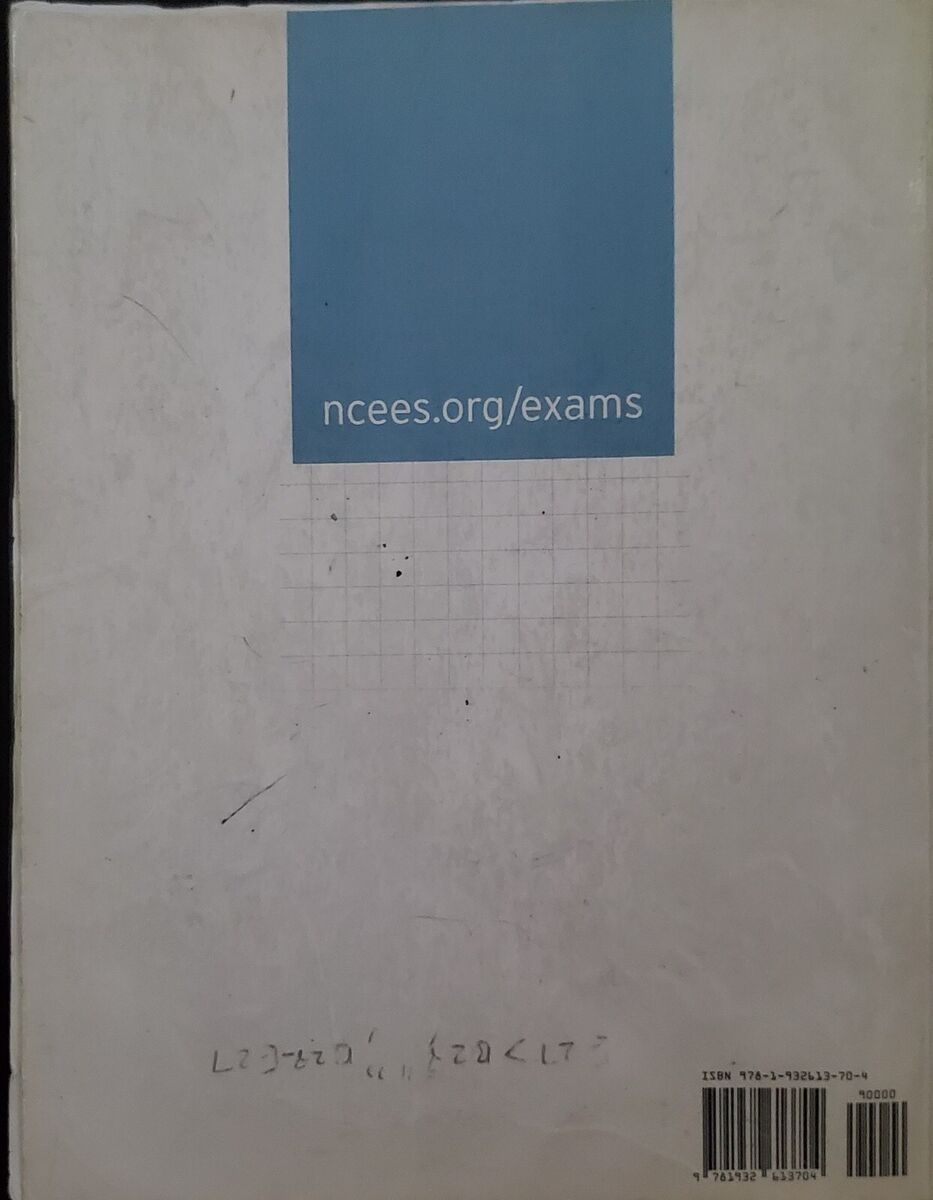 ncees.org/exams
ISBN 978-1-932613-70-4
90000
9 781932 613704